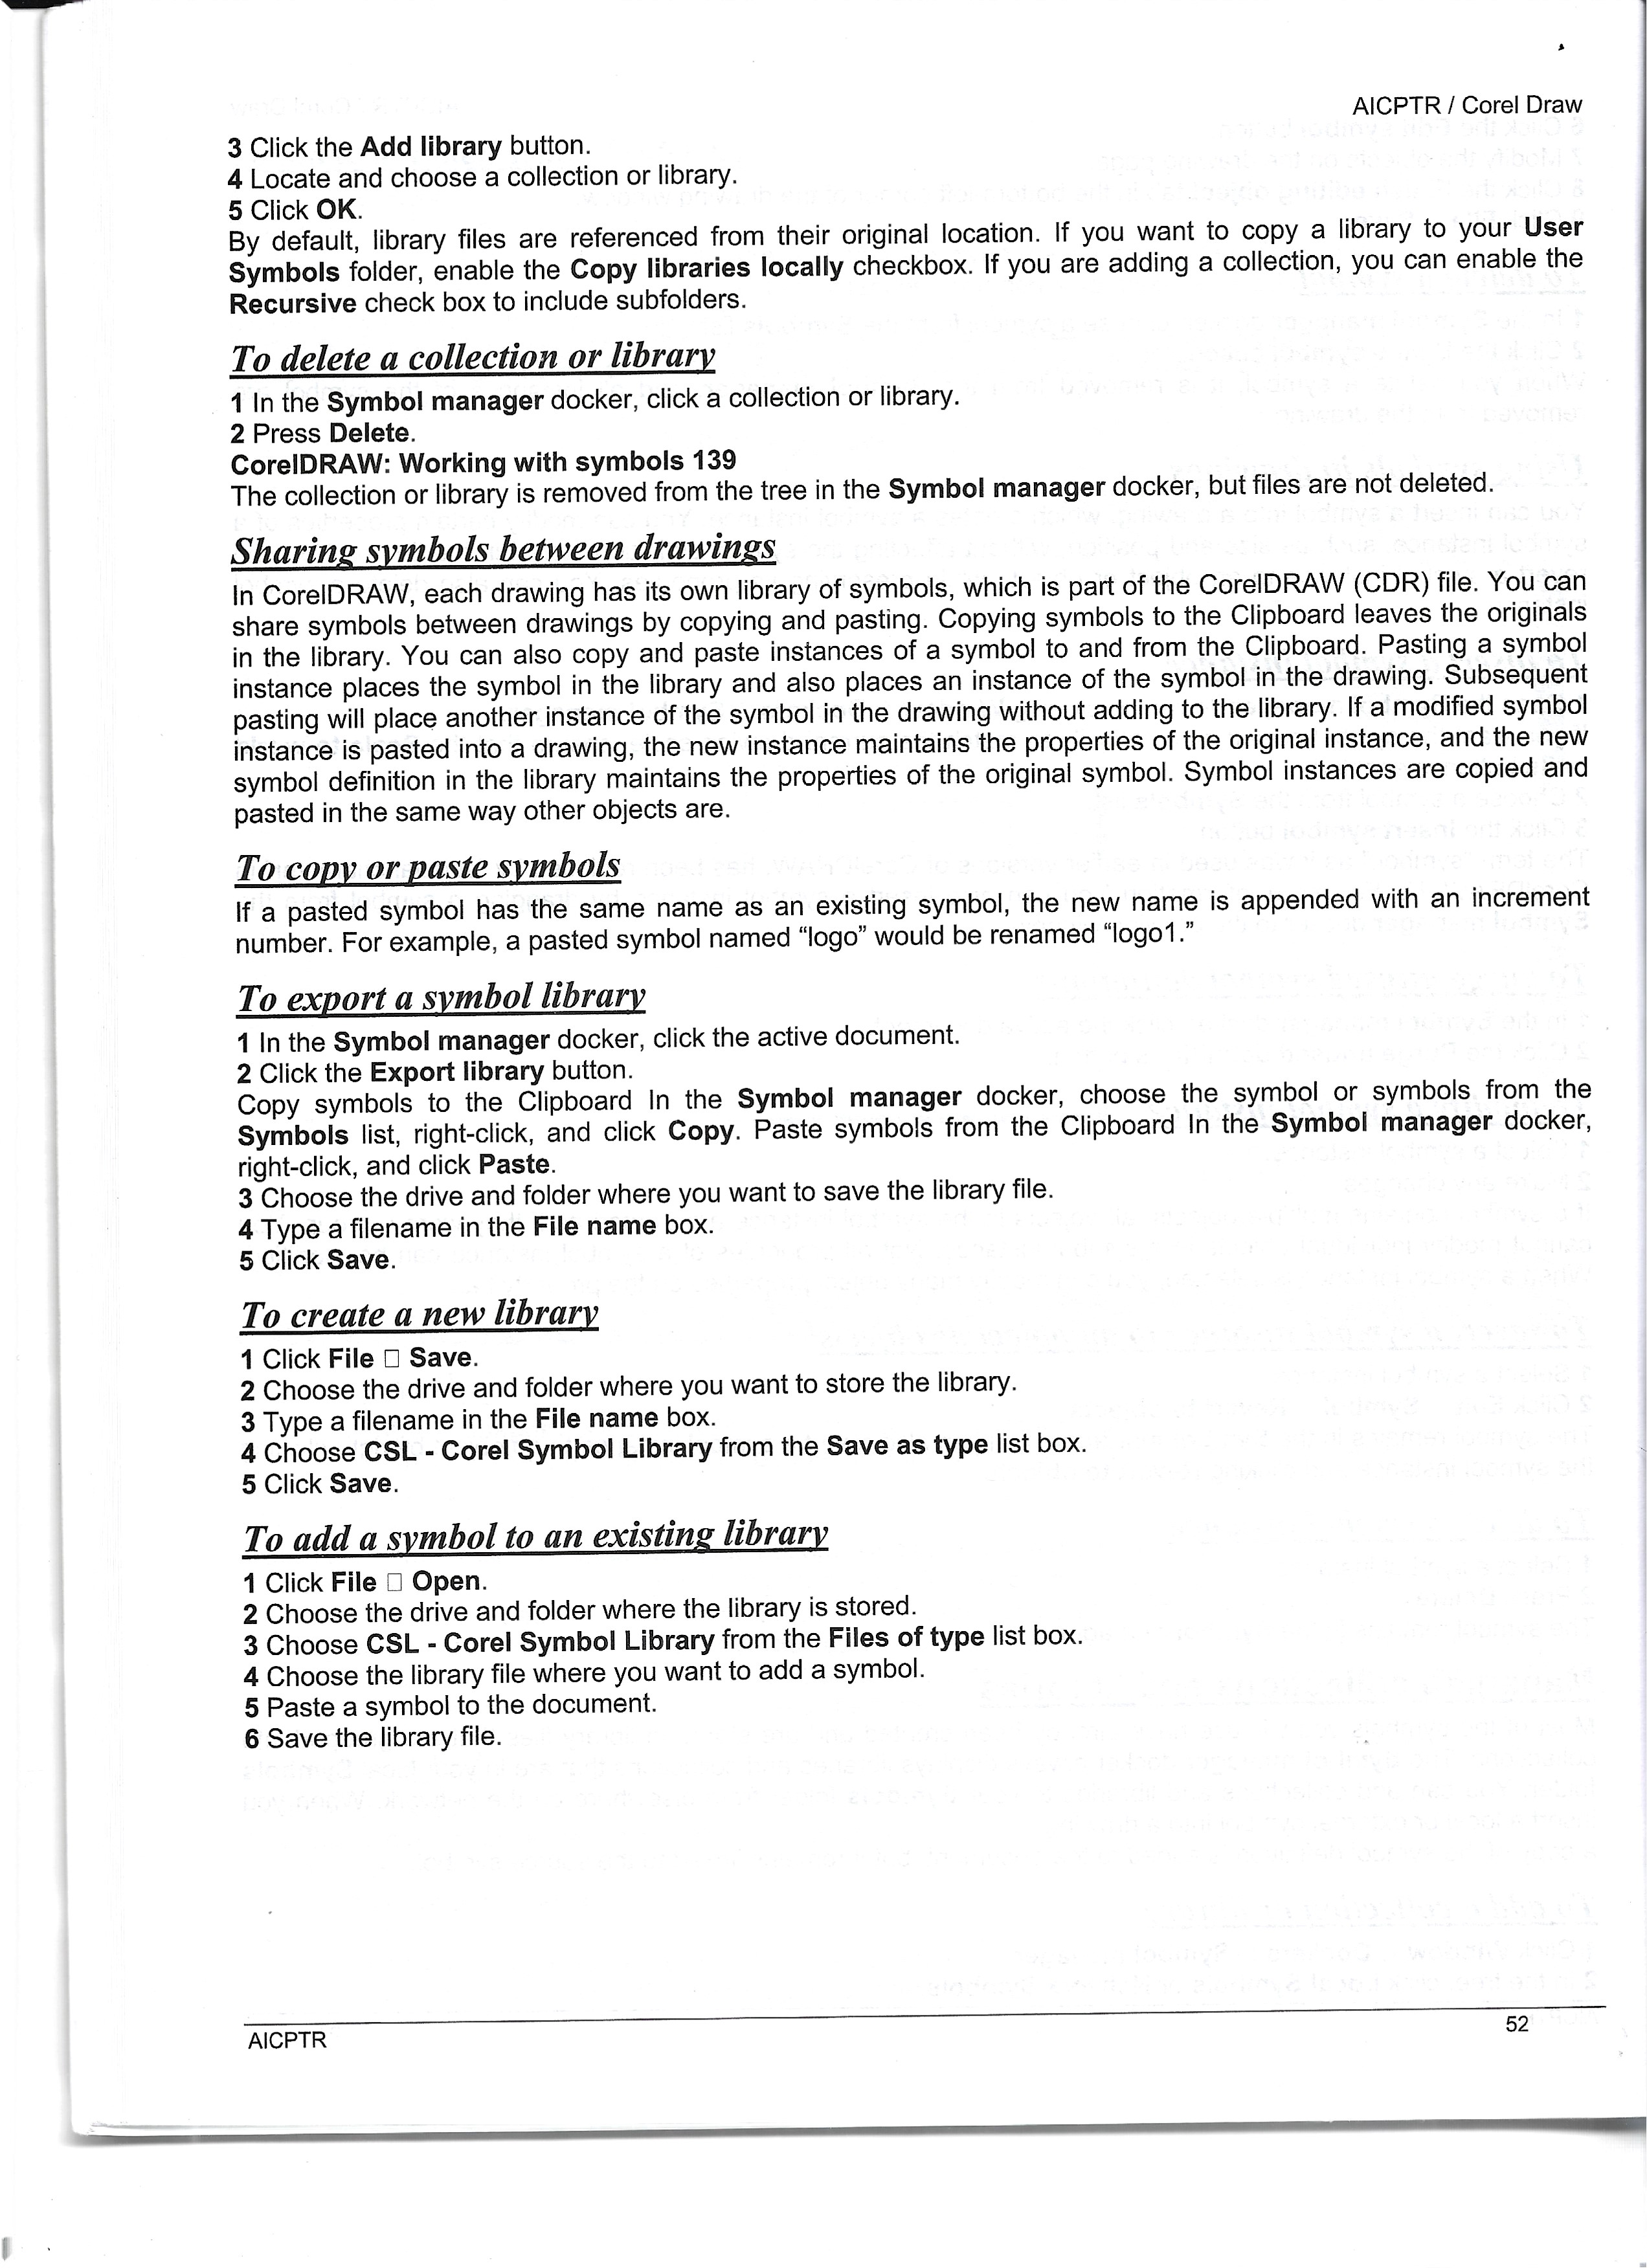 AICPTR / Corel Draw
3 Click the Add library button.
4 Locate and choose a collection or library.
5 Click OK.
By default, library files are referenced from their original location. If you want to copy a library to your User
Symbols folder, enable the Copy libraries locally checkbox. If you are adding a collection, you can enable the
Recursive check box to include subfolders.
To delete a collection or library
1 In the Symbol manager docker, click a collection or library.
2 Press Delete.
CorelDRAW: Working with symbols 139
The collection or library is removed from the tree in the Symbol manager docker, but files are not deleted.
Sharing symbols between drawings
In CorelDRAW, each drawing has its own library of symbols, which is part of the CorelDRAW (CDR) file. You can
share symbols between drawings by copying and pasting. Copying symbols to the Clipboard leaves the originals
in the library. You can also copy and paste instances of a symbol to and from the Clipboard. Pasting a symbol
instance places the symbol in the library and also places an instance of the symbol in the drawing. Subsequent
pasting will place another instance of the symbol in the drawing without adding to the library. If a modified symbol
instance is pasted into a drawing, the new instance maintains the properties of the original instance, and the new
symbol definition in the library maintains the properties of the original symbol. Symbol instances are copied and
pasted in the same way other objects are.
To copy or paste symbols
If a pasted symbol has the same name as an existing symbol, the new name is appended with an increment
number. For example, a pasted symbol named “logo” would be renamed “logo1.”
To export a symbol library
1 In the Symbol manager docker, click the active document.
2 Click the Export library button.
Copy symbols to the Clipboard In the Symbol manager docker, choose the symbol or symbols from the
Symbols list, right-click, and click Copy. Paste symbols from the Clipboard In the Symbol manager docker,
right-click, and click Paste.
3 Choose the drive and folder where you want to save the library file.
4 Type a filename in the File name box.
5 Click Save.
To create a new library
1 Click File □ Save.
2 Choose the drive and folder where you want to store the library.
3 Type a filename in the File name box.
4 Choose CSL - Corel Symbol Library from the Save as type list box.
5 Click Save.
To add a symbol to an existing library
1 Click File □ Open.
2 Choose the drive and folder where the library is stored.
3 Choose CSL - Corel Symbol Library from the Files of type list box.
4 Choose the library file where you want to add a symbol.
5 Paste a symbol to the document.
6 Save the library file.
AICPTR
52